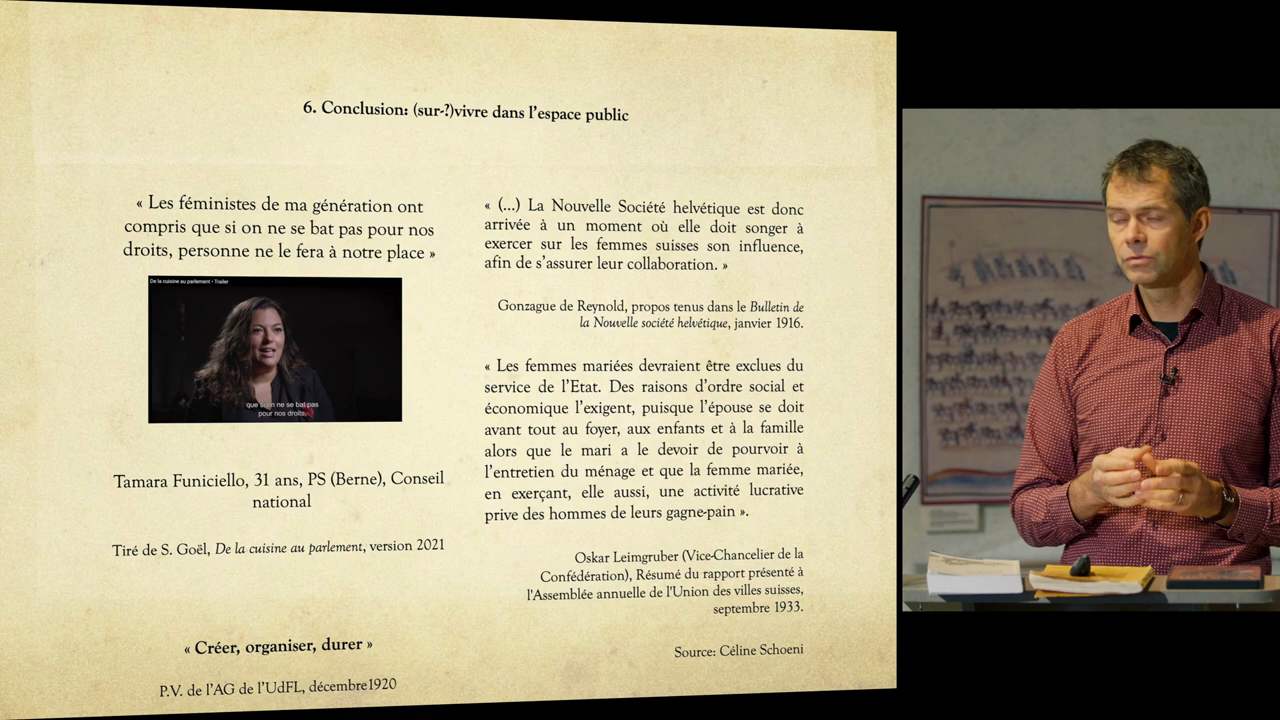 6. Conclusion: (sur-?)vivre dans l'espace public
« Les féministes de ma génération ont
compris que si on ne se bat pas pour nos
droits, personne ne le fera à notre place »
De la cuisine au parlement - Trailer
que si on ne se bat pas
pour nos droits,
Tamara Funiciello, 31 ans, PS (Berne), Conseil
national
Tiré de S. Goël, De la cuisine au parlement, version 2021
« Créer, organiser, durer »
P.V. de l'AG de l'UdFL, décembre1920
« (...) La Nouvelle Société helvétique est donc
arrivée à un moment où elle doit songer à
exercer sur les femmes suisses son influence,
afin de s'assurer leur collaboration. »
Gonzague de Reynold, propos tenus dans le Bulletin de
la Nouvelle société helvétique, janvier 1916.
« Les femmes mariées devraient être exclues du
service de l'Etat. Des raisons d'ordre social et
économique l'exigent, puisque l'épouse se doit
avant tout au foyer, aux enfants et à la famille
alors que le mari a le devoir de pourvoir à
l'entretien du ménage et que la femme mariée,
en exerçant, elle aussi, une activité lucrative
prive des hommes de leurs gagne-pain ».
Oskar Leimgruber (Vice-Chancelier de la
Confédération), Résumé du rapport présenté à
l'Assemblée annuelle de l'Union des villes suisses,
septembre 1933.
Source: Céline Schoeni